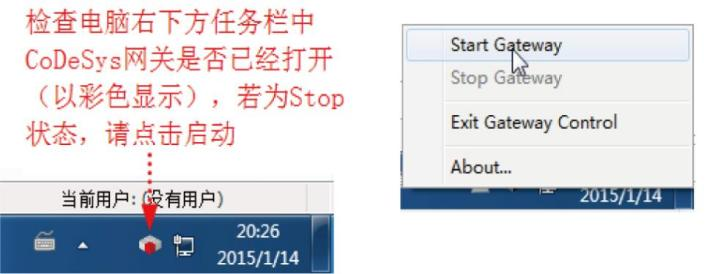 检查电脑右下方任务栏中
CoDeSys网关是否已经打开
（以彩色显示），若为Stop
状态，请点击启动
当前用户：(没有用户)
20:26
2015/1/14
Start Gateway
Stop Gateway
Exit Gateway Control
About...
2015/1/14